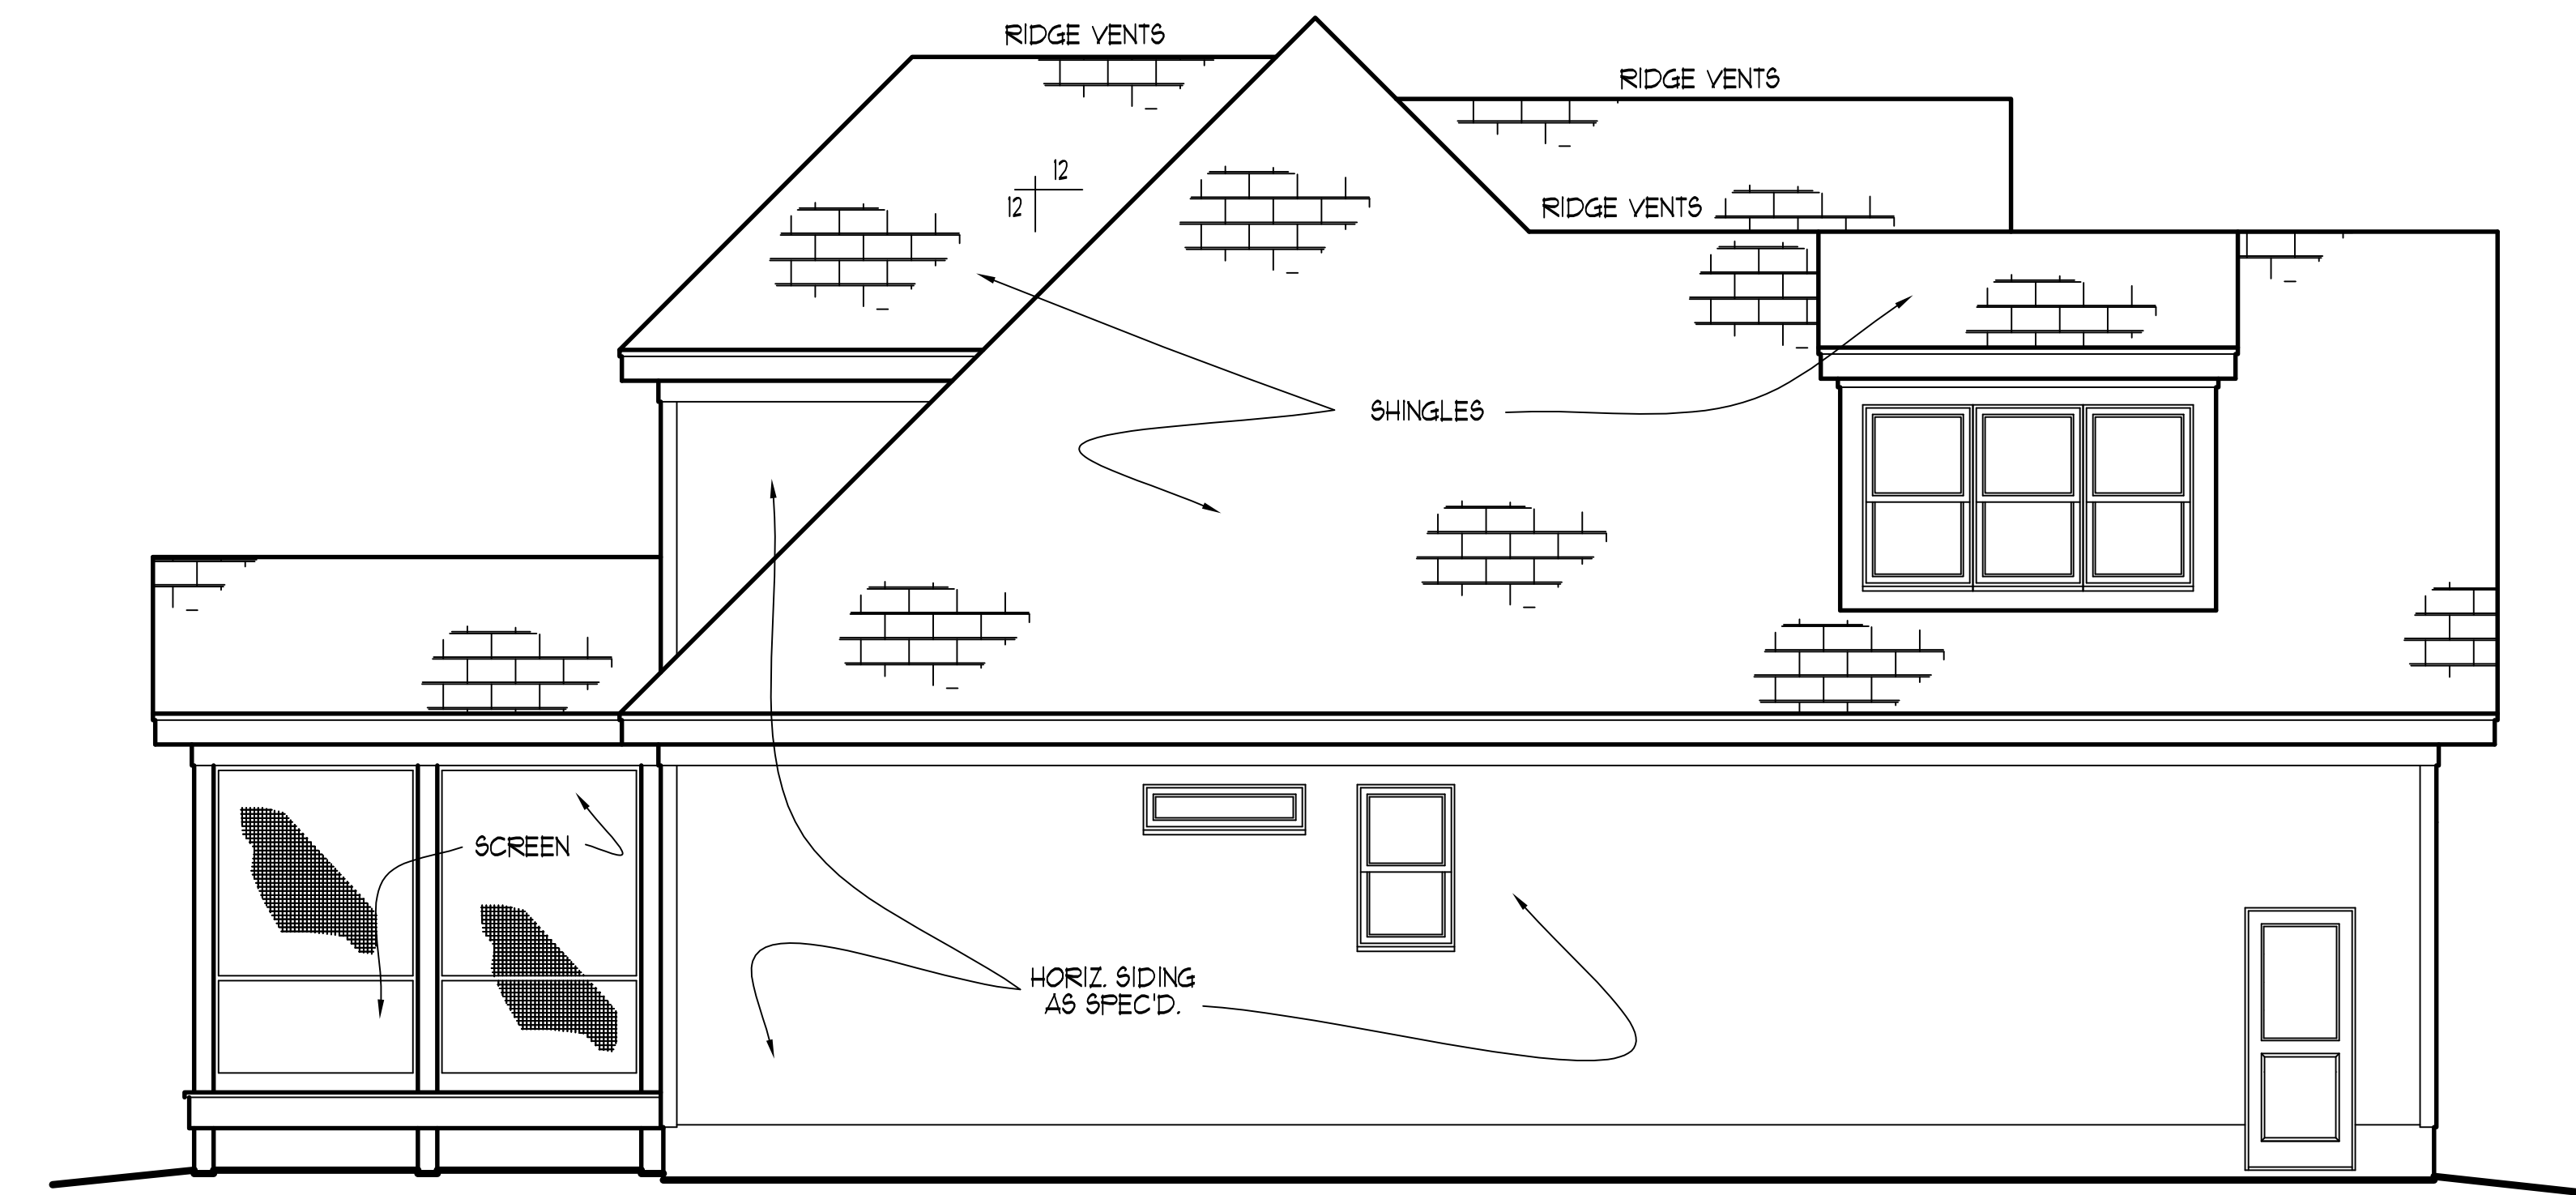 RIDGE VENTS
RIDGE VENTS
12
12
RIDGE VENTS
SHINGLES
SCREEN
HORIZ. SIDING
AS SPEC'D.